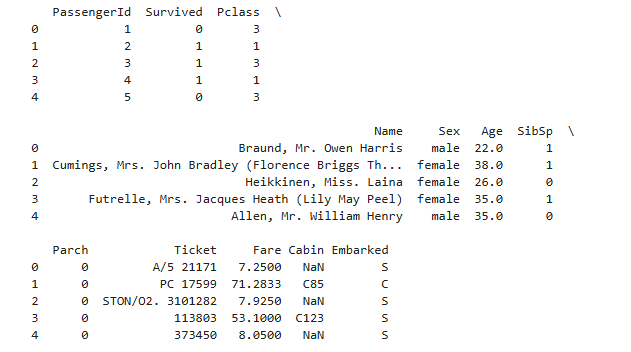 PassengerId Survived Pclass \
0 1 0 3
1 2 1 1
2 3 1 3
3 4 1 1
4 5 0 3
Name Sex Age SibSp \
0 Braund, Mr. Owen Harris male 22.0 1
1 Cumings, Mrs. John Bradley (Florence Briggs Th... female 38.0 1
2 Heikkinen, Miss. Laina female 26.0 0
3 Futrelle, Mrs. Jacques Heath (Lily May Peel) female 35.0 1
4 Allen, Mr. William Henry male 35.0 0
Parch Ticket Fare Cabin Embarked
0 0 A/5 21171 7.2500 NaN S
1 0 PC 17599 71.2833 C85 C
2 0 STON/O2. 3101282 7.9250 NaN S
3 0 113803 53.1000 C123 S
4 0 373450 8.0500 NaN S